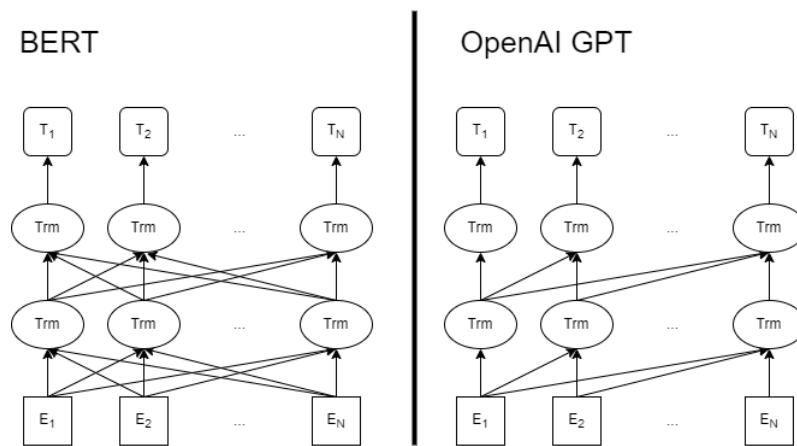 BERT
OpenAI GPT
T₁ T₂ ... Tₙ
T₁ T₂ ... Tₙ
Trm Trm ... Trm
Trm Trm ... Trm
Trm Trm ... Trm
Trm Trm ... Trm
E₁ E₂ ... Eₙ
E₁ E₂ ... Eₙ